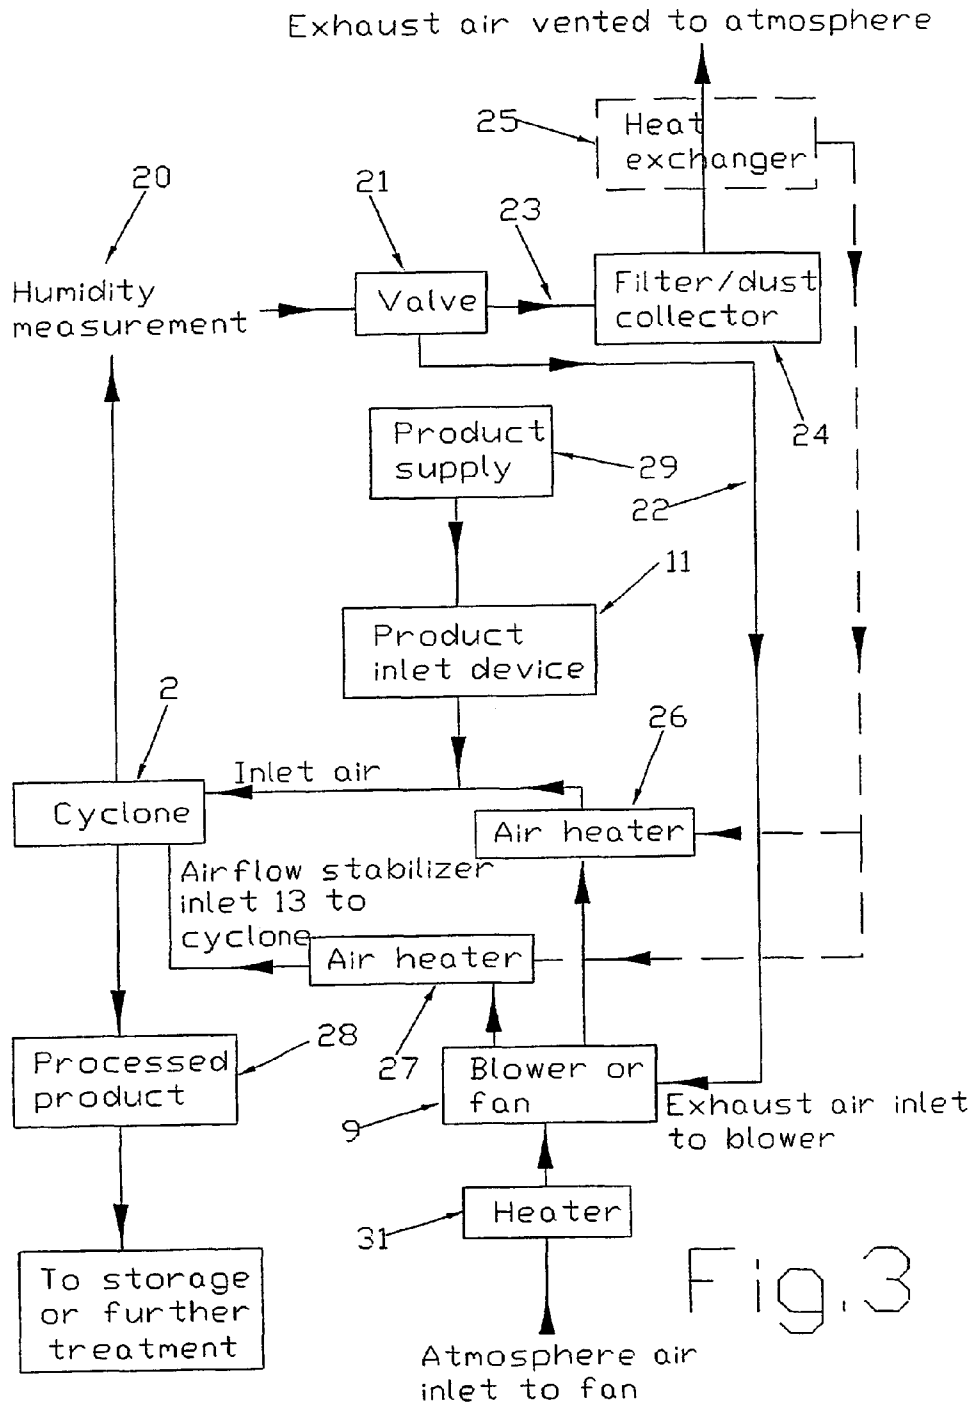 Exhaust air vented to atmosphere
25
Heat
exchanger
20
21
23
Humidity
measurement
Valve
Filter/dust
collector
24
Product
supply
29
22
11
Product
inlet device
2
26
Inlet air
Cyclone
Air heater
Airflow stabilizer
inlet 13 to
cyclone
Air heater
28
27
Processed
product
Blower or
fan
9
Exhaust air inlet
to blower
31
Heater
To storage
or further
treatment
Fig.3
Atmosphere air
inlet to fan